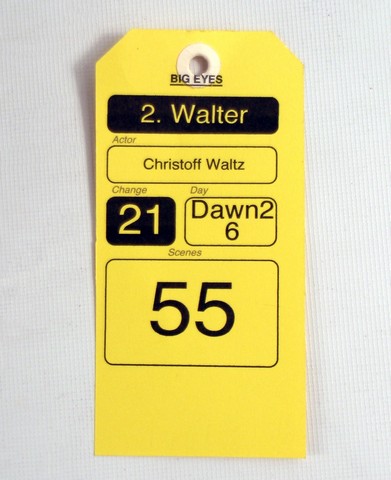 BIG EYES
2. Walter
Actor
Christoff Waltz
Change Day
21 Dawn2
6
Scenes
55